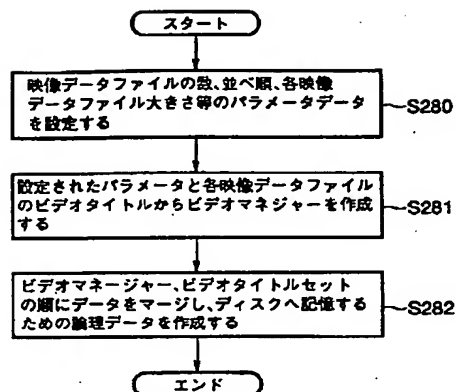 スタート
映像データファイルの数、並べ順、各映像
データファイル大きさ等のパラメータデータ
を設定する
S280
設定されたパラメータと各映像データファイル
のビデオタイトルからビデオマネジャーを作成
する
S281
ビデオマネージャー、ビデオタイトルセット
の順にデータをマージし、ディスクへ記憶する
ための論理データを作成する
S282
エンド